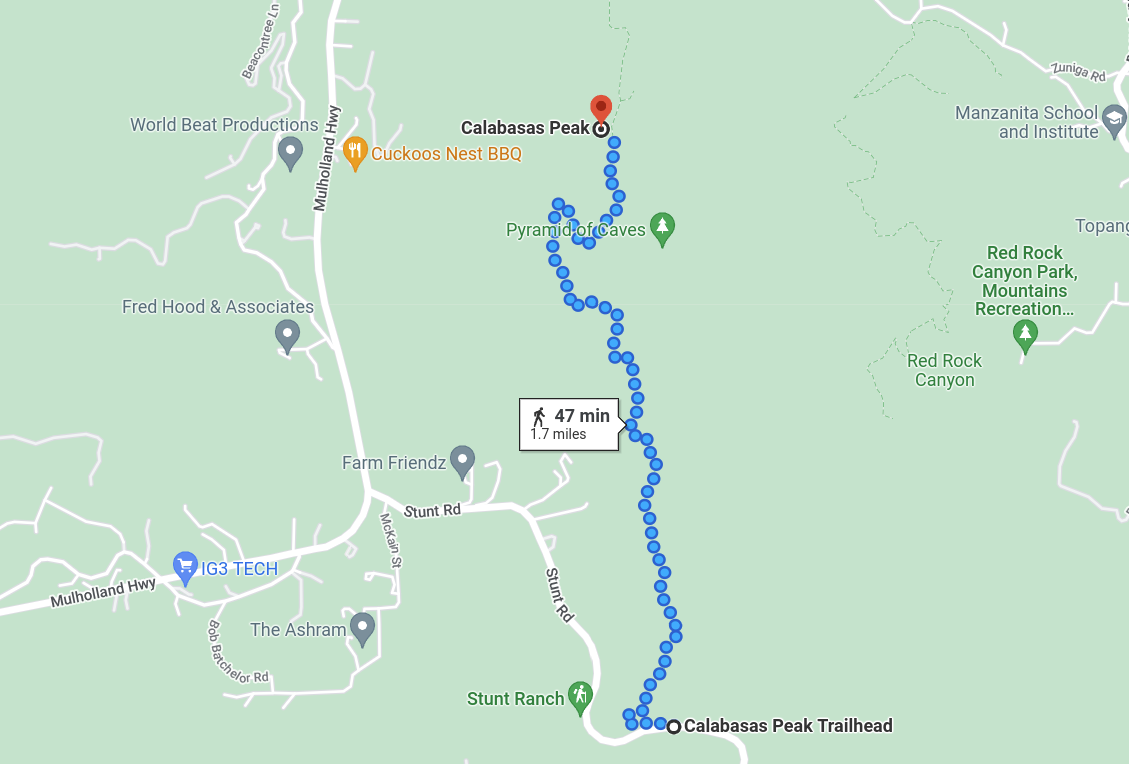 Beacontree Ln
Zuniga Rd
Manzanita School
and Institute
World Beat Productions
Mulholland Hwy
Calabasas Peak
Cuckoos Nest BBQ
Pyramid of Caves
Topang
Red Rock
Canyon Park,
Mountains
Recreation...
Fred Hood & Associates
Red Rock
Canyon
47 min
1.7 miles
Farm Friendz
Stunt Rd
McKain St
IG3 TECH
Mulholland Hwy
Stunt Rd
The Ashram
Bob Batchelor Rd
Stunt Ranch
Calabasas Peak Trailhead